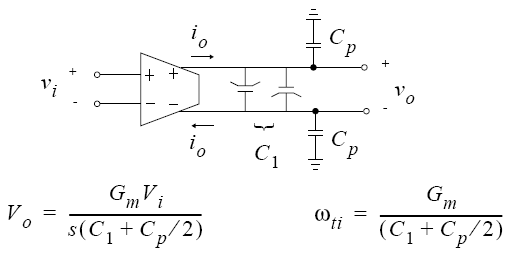 i_o
C_p
+
+ + +
v_i v_o
- − − -
i_o
C_1
C_p
V_o = G_m V_i / s(C_1 + C_p/2)
ω_ti = G_m / (C_1 + C_p/2)